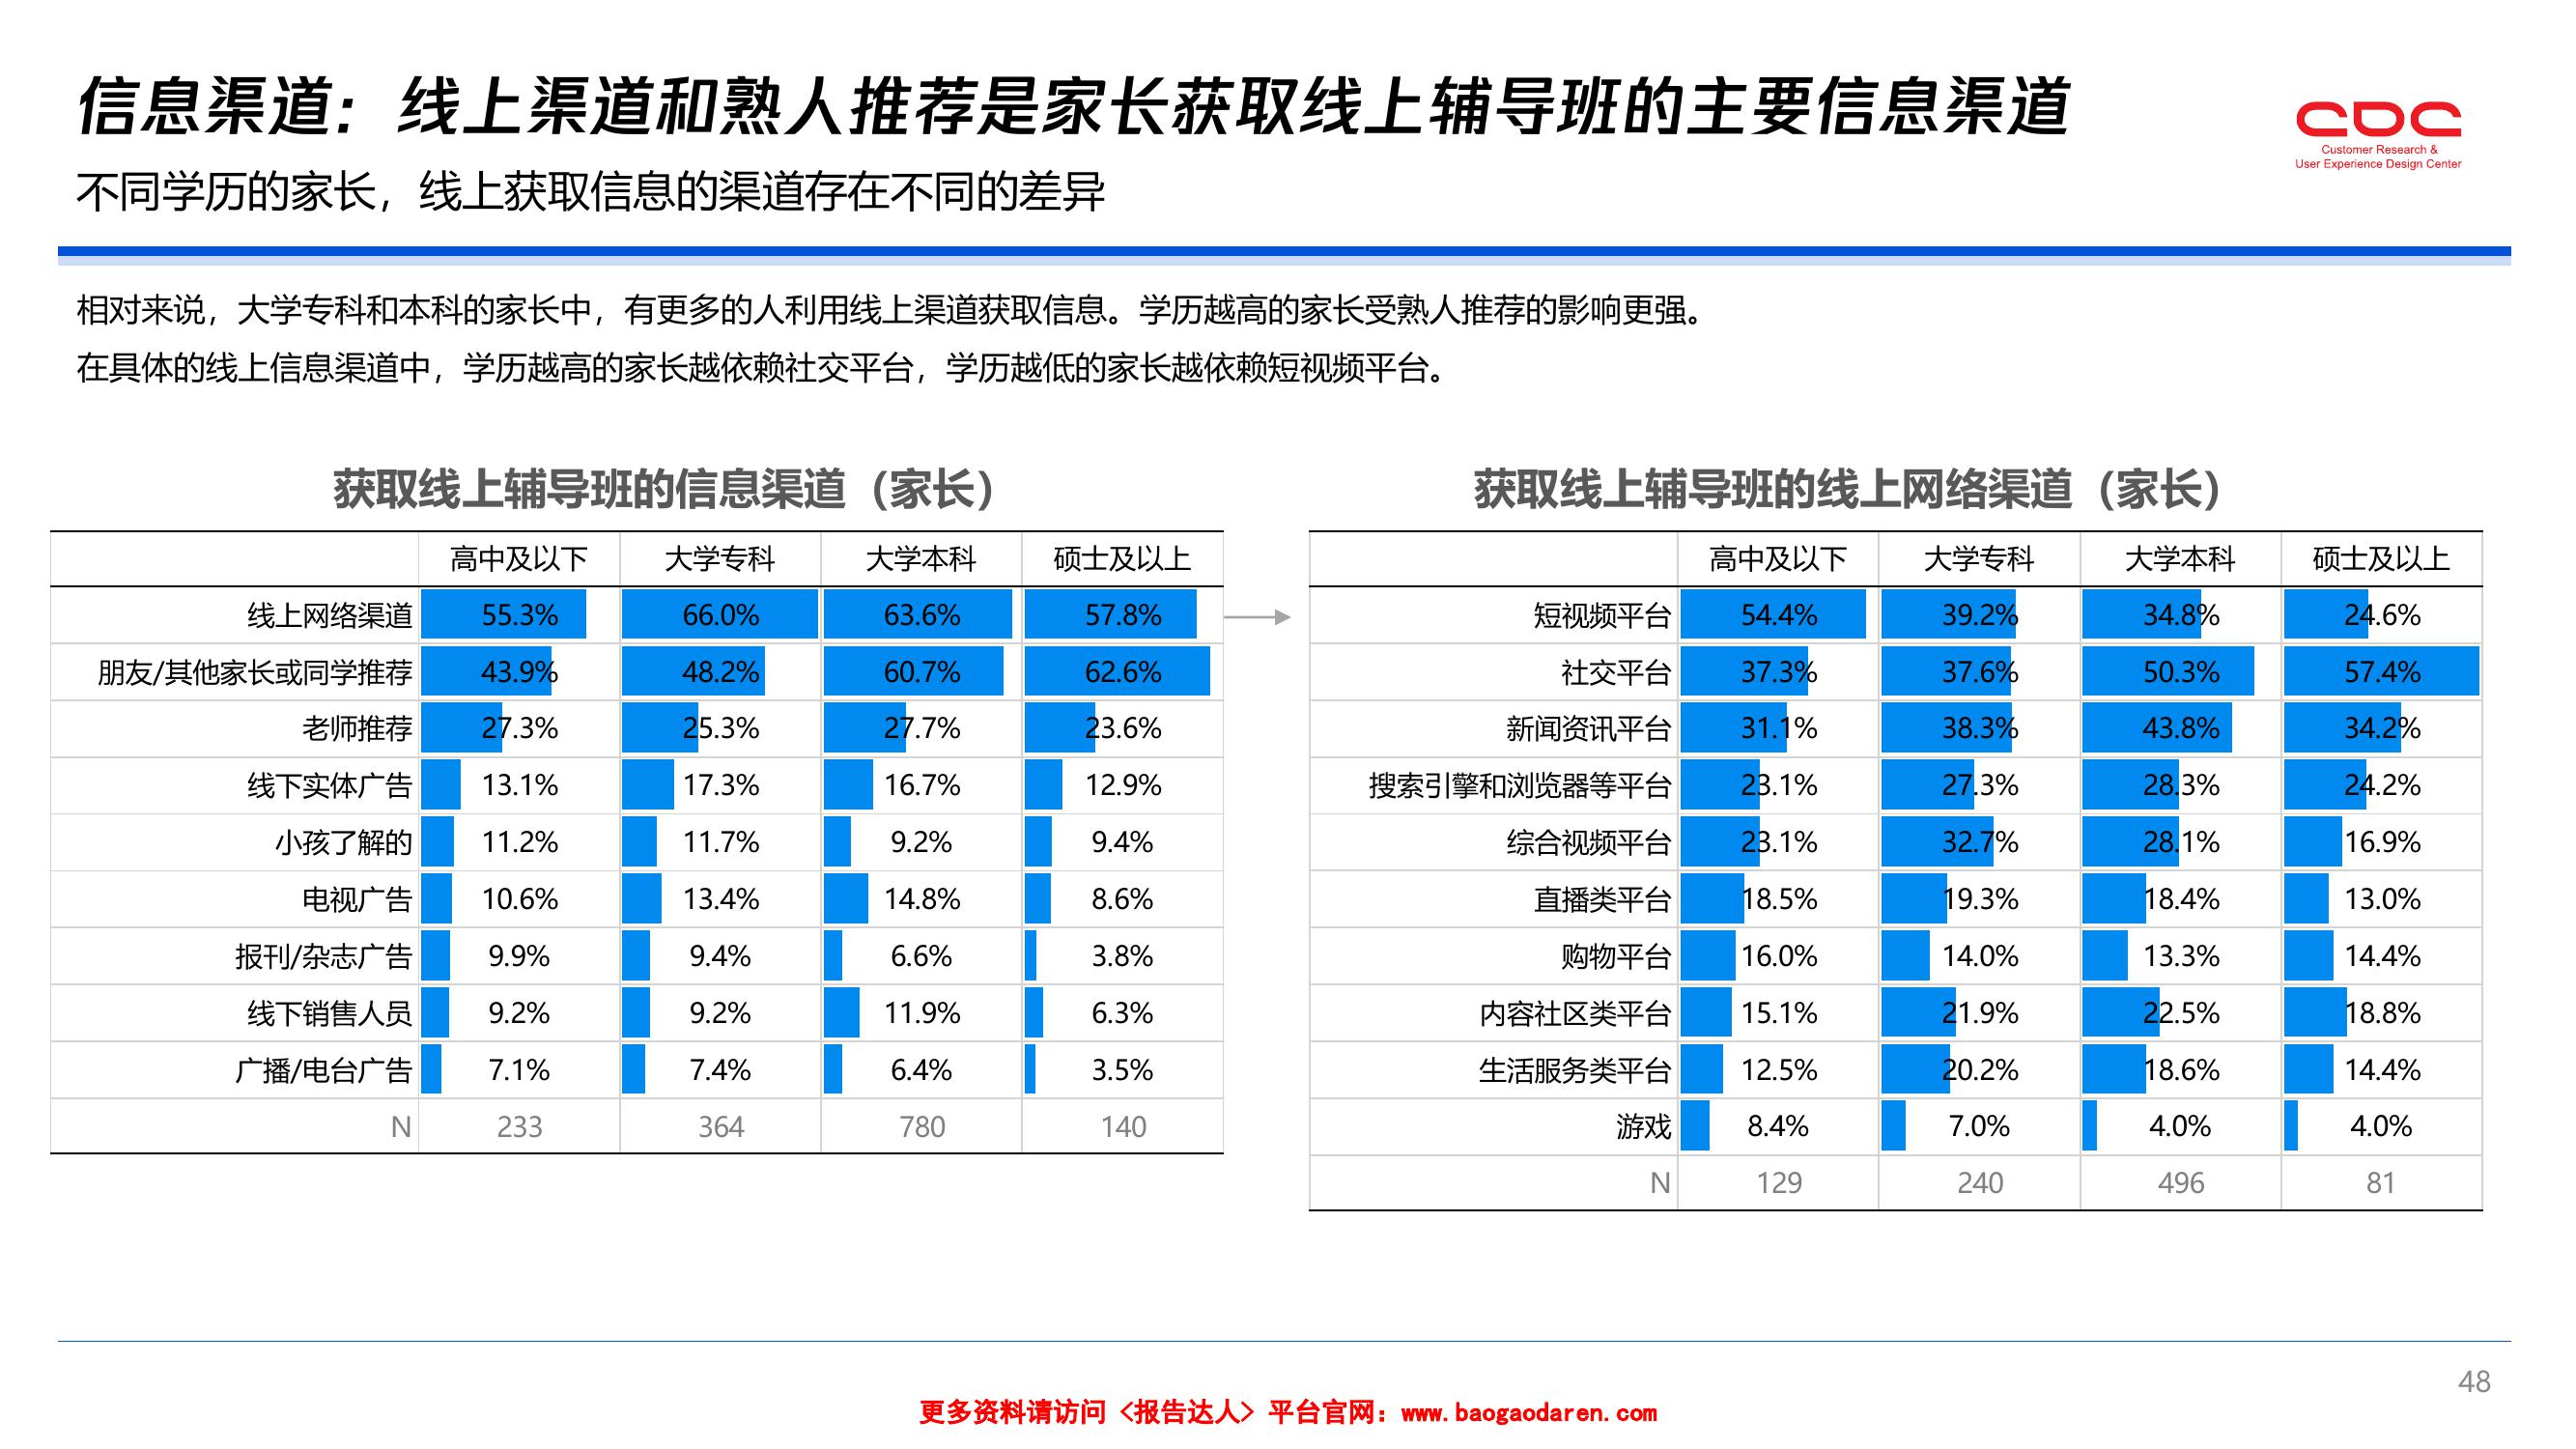 信息渠道：线上渠道和熟人推荐是家长获取线上辅导班的主要信息渠道
CDC
Customer Research &
User Experience Design Center
不同学历的家长，线上获取信息的渠道存在不同的差异
相对来说，大学专科和本科的家长中，有更多的人利用线上渠道获取信息。学历越高的家长受熟人推荐的影响更强。
在具体的线上信息渠道中，学历越高的家长越依赖社交平台，学历越低的家长越依赖短视频平台。
获取线上辅导班的信息渠道（家长）
高中及以下 大学专科 大学本科 硕士及以上
线上网络渠道 55.3% 66.0% 63.6% 57.8%
朋友/其他家长或同学推荐 43.9% 48.2% 60.7% 62.6%
老师推荐 27.3% 25.3% 27.7% 23.6%
线下实体广告 13.1% 17.3% 16.7% 12.9%
小孩了解的 11.2% 11.7% 9.2% 9.4%
电视广告 10.6% 13.4% 14.8% 8.6%
报刊/杂志广告 9.9% 9.4% 6.6% 3.8%
线下销售人员 9.2% 9.2% 11.9% 6.3%
广播/电台广告 7.1% 7.4% 6.4% 3.5%
N 233 364 780 140
获取线上辅导班的线上网络渠道（家长）
高中及以下 大学专科 大学本科 硕士及以上
短视频平台 54.4% 39.2% 34.8% 24.6%
社交平台 37.3% 37.6% 50.3% 57.4%
新闻资讯平台 31.1% 38.3% 43.8% 34.2%
搜索引擎和浏览器等平台 23.1% 27.3% 28.3% 24.2%
综合视频平台 23.1% 32.7% 28.1% 16.9%
直播类平台 18.5% 19.3% 18.4% 13.0%
购物平台 16.0% 14.0% 13.3% 14.4%
内容社区类平台 15.1% 21.9% 22.5% 18.8%
生活服务类平台 12.5% 20.2% 18.6% 14.4%
游戏 8.4% 7.0% 4.0% 4.0%
N 129 240 496 81
48
更多资料请访问〈报告达人〉平台官网：www.baogaodaren.com